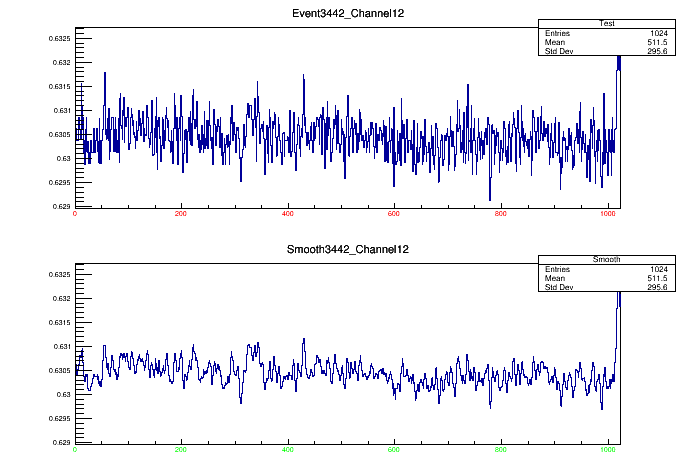 Event3442_Channel12
Test
Entries 1024
Mean 511.5
Std Dev 295.6
0.6325
0.632
0.6315
0.631
0.6305
0.63
0.6295
0.629
0 200 400 600 800 1000
Smooth3442_Channel12
Smooth
Entries 1024
Mean 511.5
Std Dev 295.6
0.6325
0.632
0.6315
0.631
0.6305
0.63
0.6295
0.629
0 200 400 600 800 1000